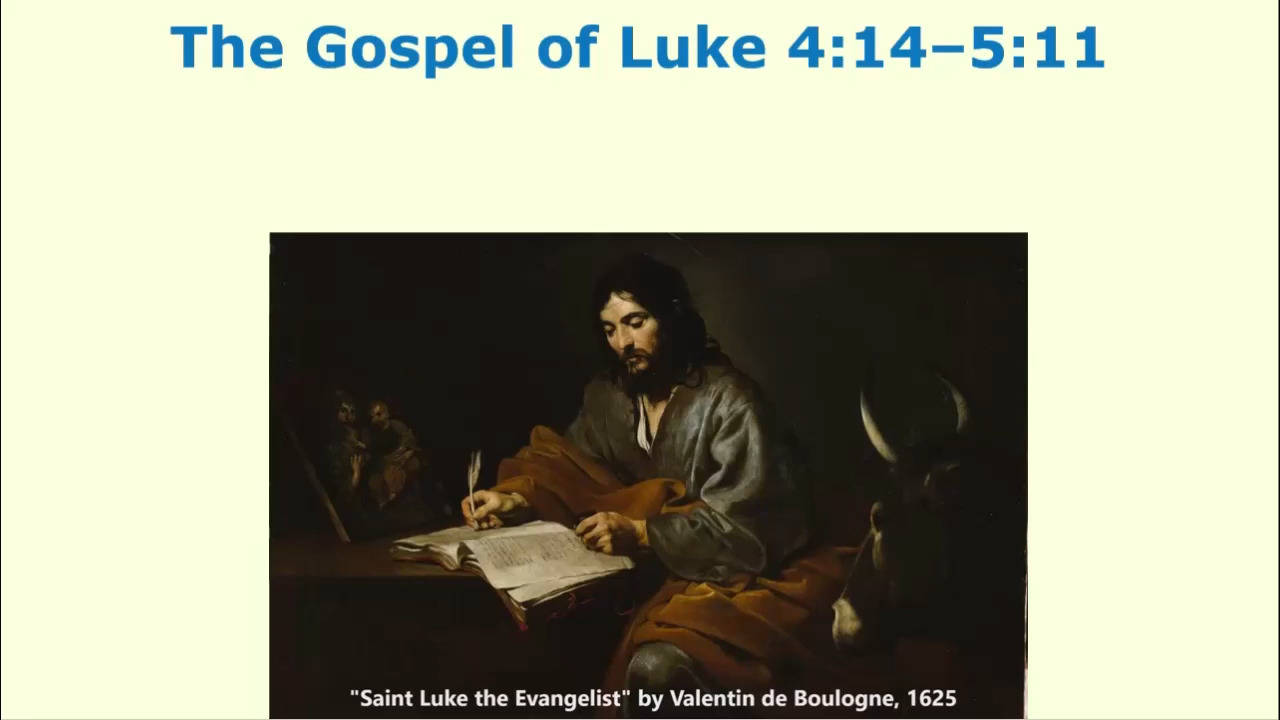 The Gospel of Luke 4:14–5:11
"Saint Luke the Evangelist" by Valentin de Boulogne, 1625